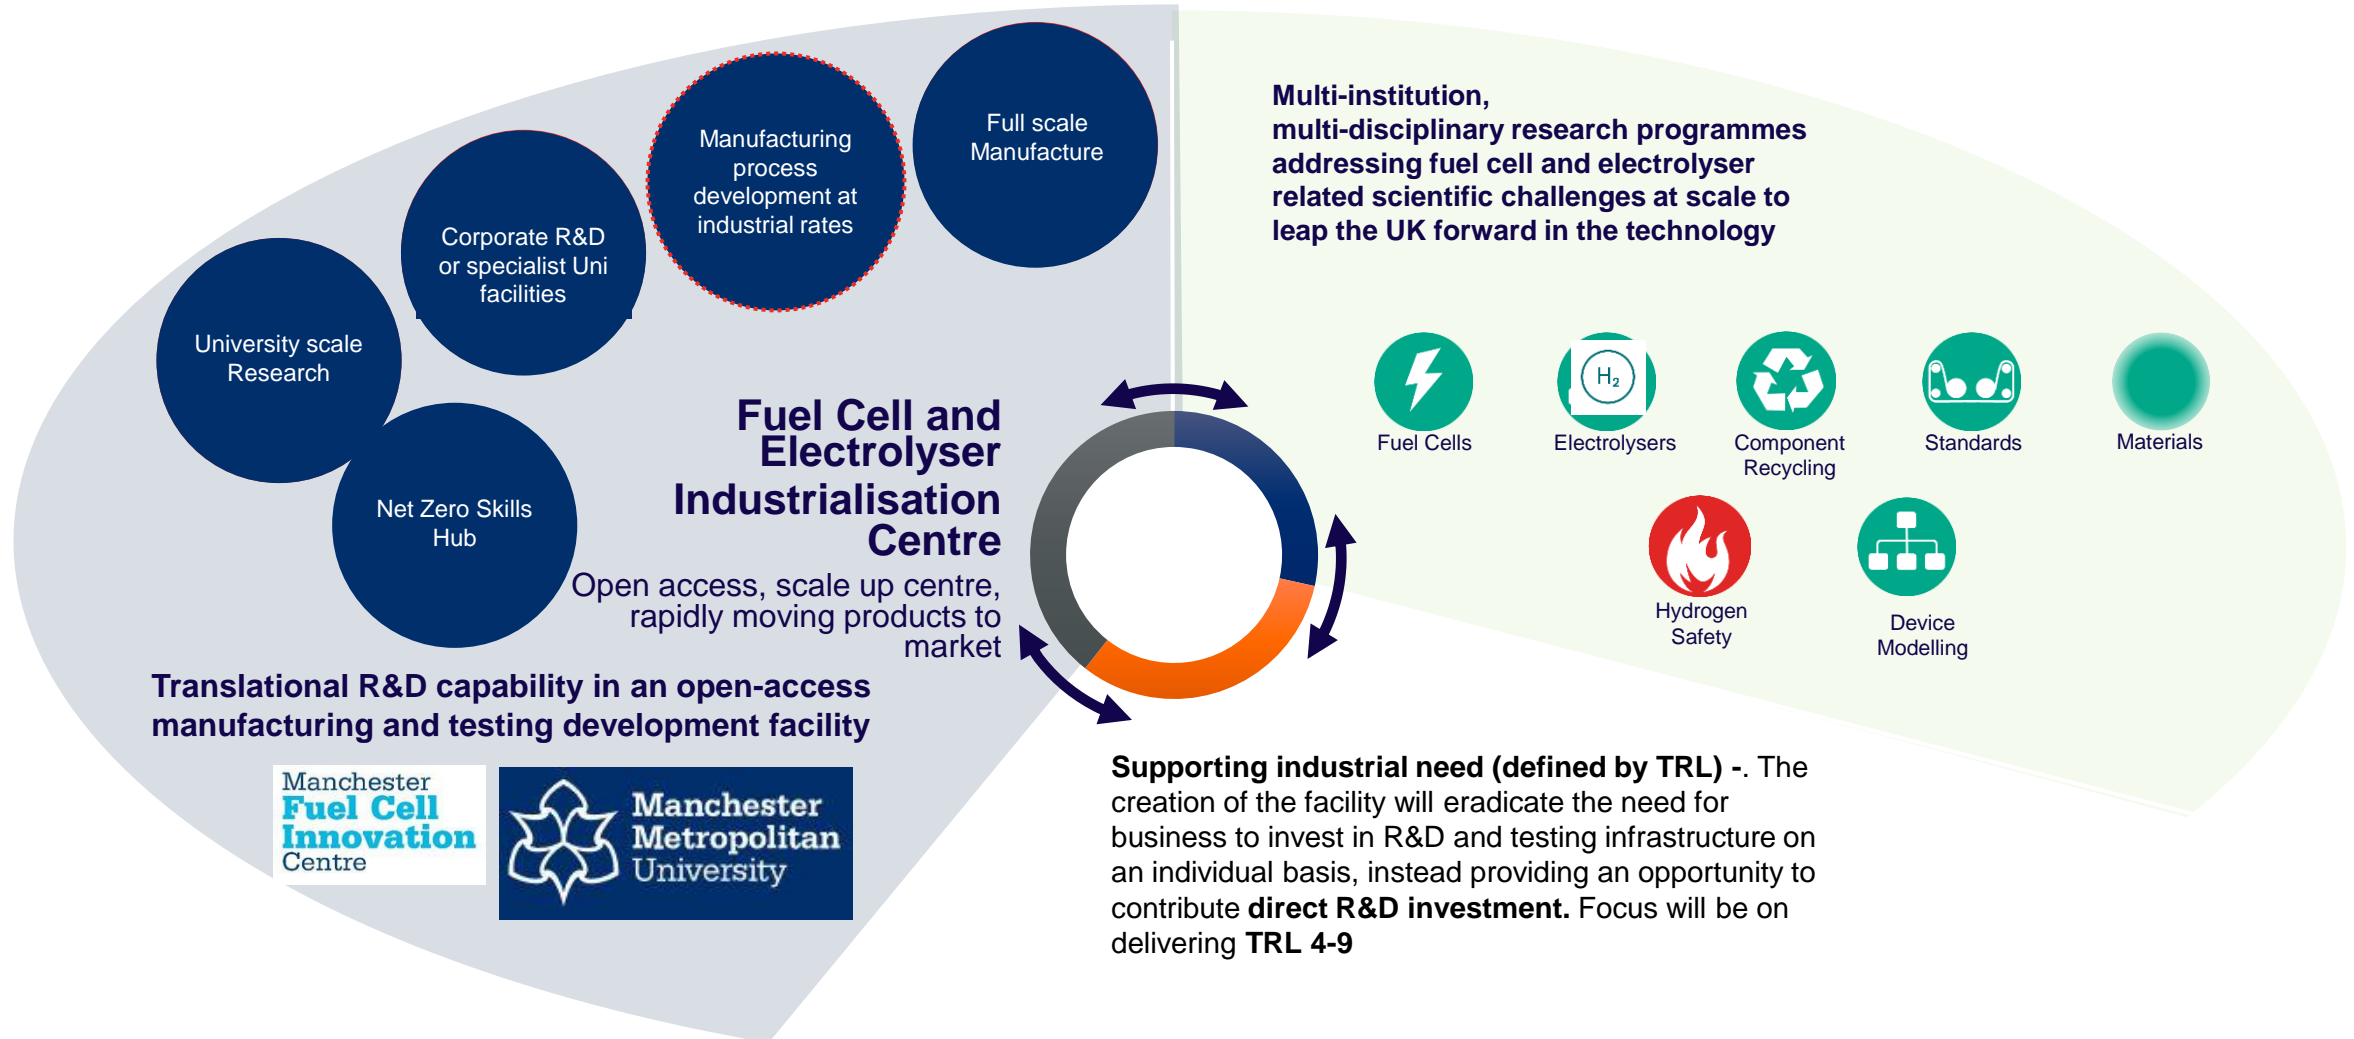 Full scale
Manufacture
Manufacturing
process
development at
industrial rates
Corporate R&D
or specialist Uni
facilities
University scale
Research
Net Zero Skills
Hub
Fuel Cell and
Electrolyser
Industrialisation
Centre
Open access, scale up centre,
rapidly moving products to
market
Translational R&D capability in an open-access
manufacturing and testing development facility
Manchester
Fuel Cell
Innovation
Centre
Manchester
Metropolitan
University
Multi-institution,
multi-disciplinary research programmes
addressing fuel cell and electrolyser
related scientific challenges at scale to
leap the UK forward in the technology
Fuel Cells
H₂
Electrolysers
Component
Recycling
Standards
Materials
Hydrogen
Safety
Device
Modelling
Supporting industrial need (defined by TRL) -. The
creation of the facility will eradicate the need for
business to invest in R&D and testing infrastructure on
an individual basis, instead providing an opportunity to
contribute direct R&D investment. Focus will be on
delivering TRL 4-9